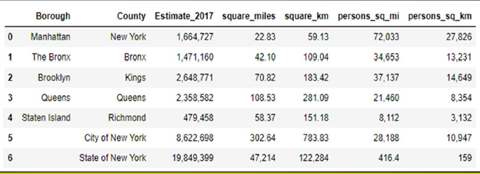 Borough County Estimate_2017 square_miles square_km persons_sq_mi persons_sq_km
0 Manhattan New York 1,664,727 22.83 59.13 72,033 27,826
1 The Bronx Bronx 1,471,160 42.10 109.04 34,653 13,231
2 Brooklyn Kings 2,648,771 70.82 183.42 37,137 14,649
3 Queens Queens 2,358,582 108.53 281.09 21,460 8,354
4 Staten Island Richmond 479,458 58.37 151.18 8,112 3,132
5 City of New York 8,622,698 302.64 783.83 28,188 10,947
6 State of New York 19,849,399 47,214 122,284 416.4 159